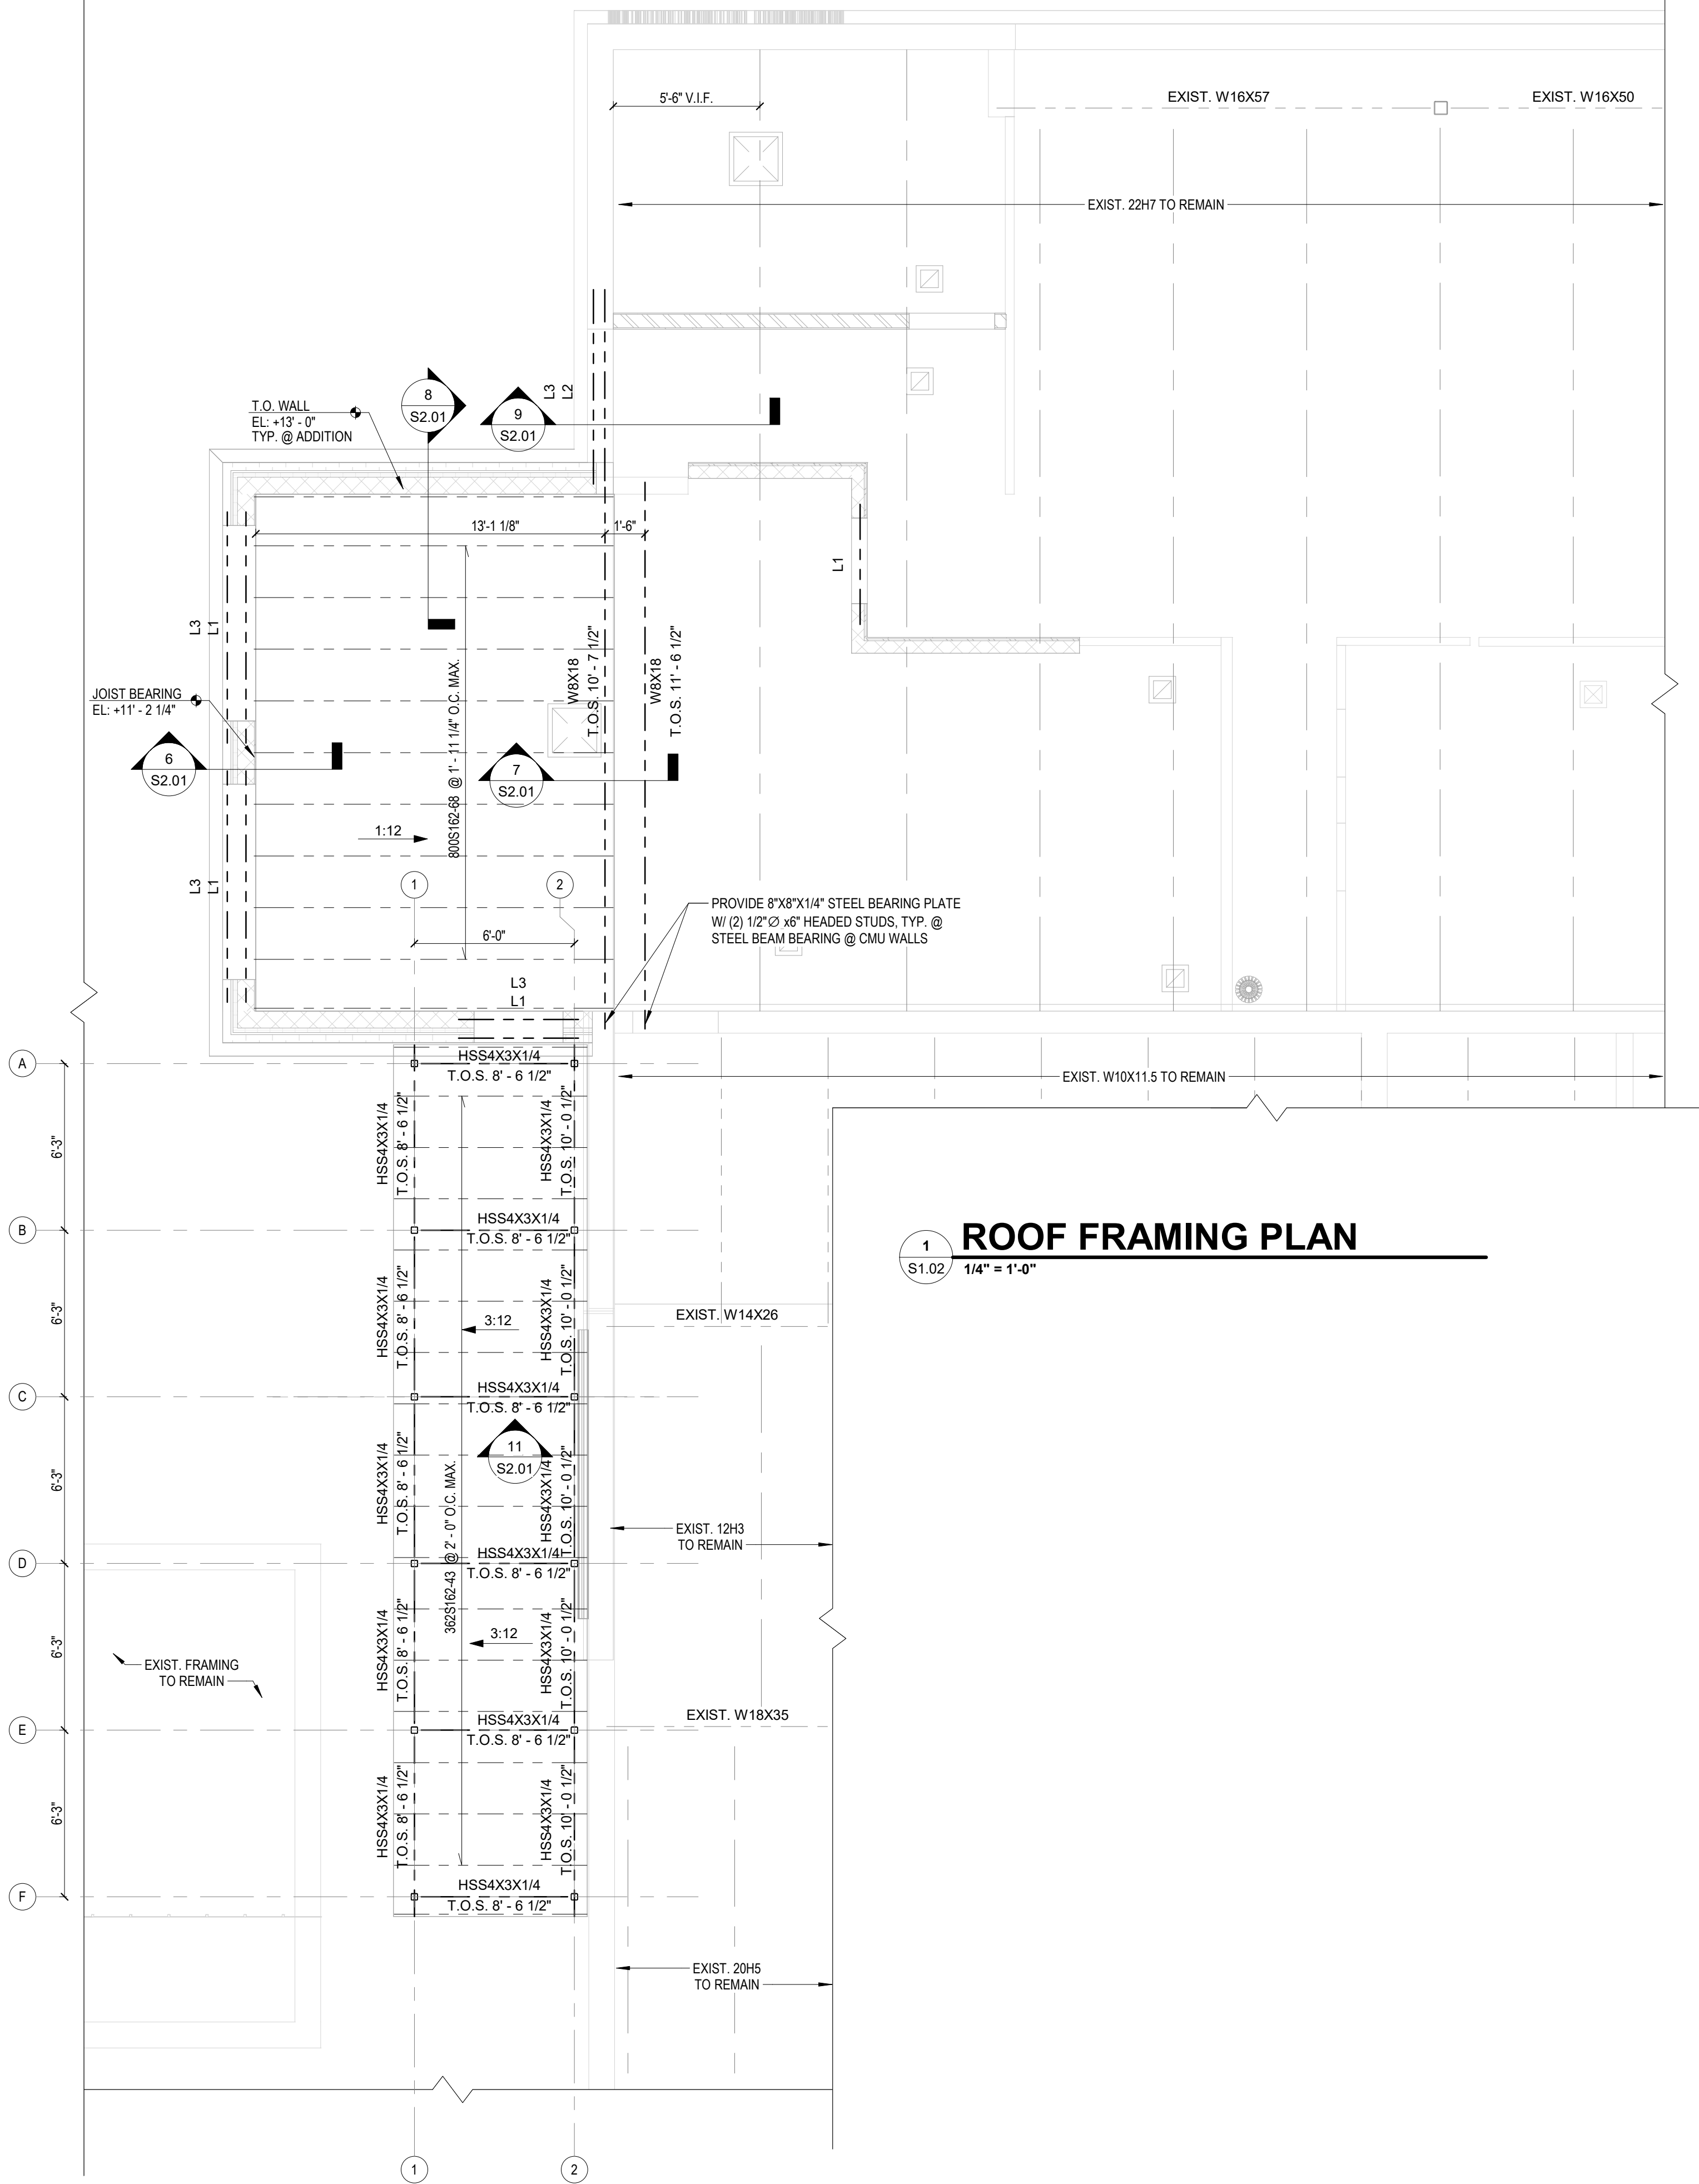 5'-6" V.I.F.
EXIST. W16X57
EXIST. W16X50
EXIST. 22H7 TO REMAIN
T.O. WALL
EL: +13' - 0"
TYP. @ ADDITION
8
S2.01
9
S2.01
L3
L2
13'-1 1/8"
1'-6"
L1
L3
L1
W8X18
T.O.S. 10' - 7 1/2"
W8X18
T.O.S. 11' - 6 1/2"
800S162-68 @ 1' - 11 1/4" O.C. MAX.
JOIST BEARING
EL: +11' - 2 1/4"
6
S2.01
7
S2.01
1:12
L3
L1
1
2
PROVIDE 8"X8"X1/4" STEEL BEARING PLATE
W/ (2) 1/2"Ø x6" HEADED STUDS, TYP. @
STEEL BEAM BEARING @ CMU WALLS
6'-0"
L3
L1
A
HSS4X3X1/4
T.O.S. 8' - 6 1/2"
EXIST. W10X11.5 TO REMAIN
6'-3"
HSS4X3X1/4
T.O.S. 8' - 6 1/2"
HSS4X3X1/4
T.O.S. 10' - 0 1/2"
B
HSS4X3X1/4
T.O.S. 8' - 6 1/2"
1
S1.02
ROOF FRAMING PLAN
1/4" = 1'-0"
6'-3"
HSS4X3X1/4
T.O.S. 8' - 6 1/2"
3:12
HSS4X3X1/4
T.O.S. 10' - 0 1/2"
EXIST. W14X26
C
HSS4X3X1/4
T.O.S. 8' - 6 1/2"
11
S2.01
6'-3"
HSS4X3X1/4
T.O.S. 8' - 6 1/2"
362S162-43 @ 2' - 0" O.C. MAX.
HSS4X3X1/4
T.O.S. 10' - 0 1/2"
EXIST. 12H3
TO REMAIN
D
HSS4X3X1/4
T.O.S. 8' - 6 1/2"
6'-3"
HSS4X3X1/4
T.O.S. 8' - 6 1/2"
3:12
HSS4X3X1/4
T.O.S. 10' - 0 1/2"
EXIST. FRAMING
TO REMAIN
E
HSS4X3X1/4
T.O.S. 8' - 6 1/2"
EXIST. W18X35
6'-3"
HSS4X3X1/4
T.O.S. 8' - 6 1/2"
HSS4X3X1/4
T.O.S. 10' - 0 1/2"
F
HSS4X3X1/4
T.O.S. 8' - 6 1/2"
EXIST. 20H5
TO REMAIN
1
2